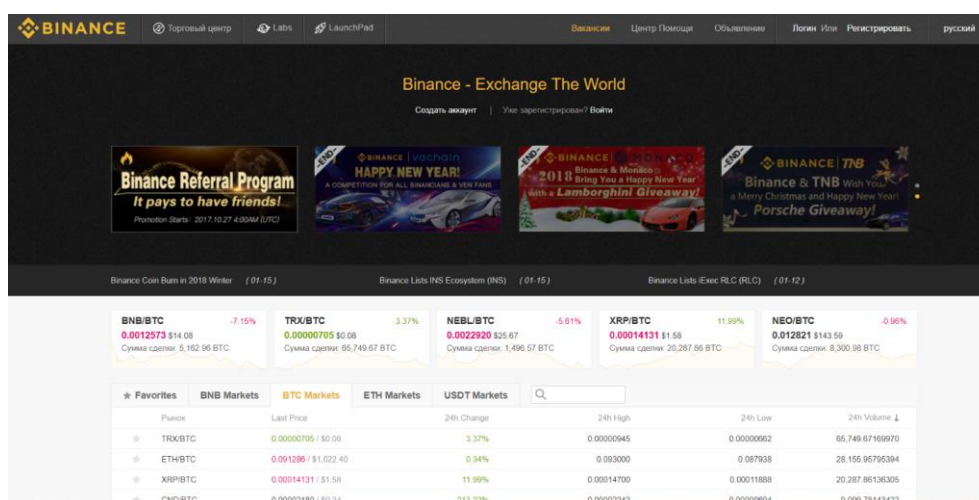 BINANCE
Торговый центр Labs LaunchPad Вакансии Центр Помощи Объявление Логин Или Регистрировать русский
Binance - Exchange The World
Создать аккаунт | Уже зарегистрирован? Войти
Binance Referral Program
It pays to have friends!
Promotion Starts: 2017.10.27 4:00AM (UTC)
END
BINANCE | vechain
HAPPY NEW YEAR!
A COMPETITION FOR ALL BINANCIANS & VEN FANS
END
BINANCE | MONACO
2018 Binance & Monaco
Bring You a Happy New Year
with a Lamborghini Giveaway!
END
BINANCE | TNB
Binance & TNB Wish You
a Merry Christmas and Happy New Year!
Porsche Giveaway!
Binance Coin Burn in 2018 Winter (01-15) Binance Lists INS Ecosystem (INS) (01-15) Binance Lists iExec RLC (RLC) (01-12)
BNB/BTC -7.15%
0.0012573 $14.08
Сумма сделки: 5,162.96 BTC
TRX/BTC 3.37%
0.00000705 $0.08
Сумма сделки: 65,749.67 BTC
NEBL/BTC -5.61%
0.0022920 $25.67
Сумма сделки: 1,496.57 BTC
XRP/BTC 11.99%
0.00014131 $1.58
Сумма сделки: 20,287.86 BTC
NEO/BTC -0.96%
0.012821 $143.59
Сумма сделки: 8,300.98 BTC
Favorites BNB Markets BTC Markets ETH Markets USDT Markets
Рынок Last Price 24h Change 24h High 24h Low 24h Volume ↓
TRX/BTC 0.00000705 / $0.08 3.37% 0.00000945 0.00000662 65,749.67169970
ETH/BTC 0.091286 / $1,022.40 0.34% 0.093000 0.087938 28,155.95795394
XRP/BTC 0.00014131 / $1.58 11.99% 0.00014700 0.00011888 20,287.86136305
CND/BTC